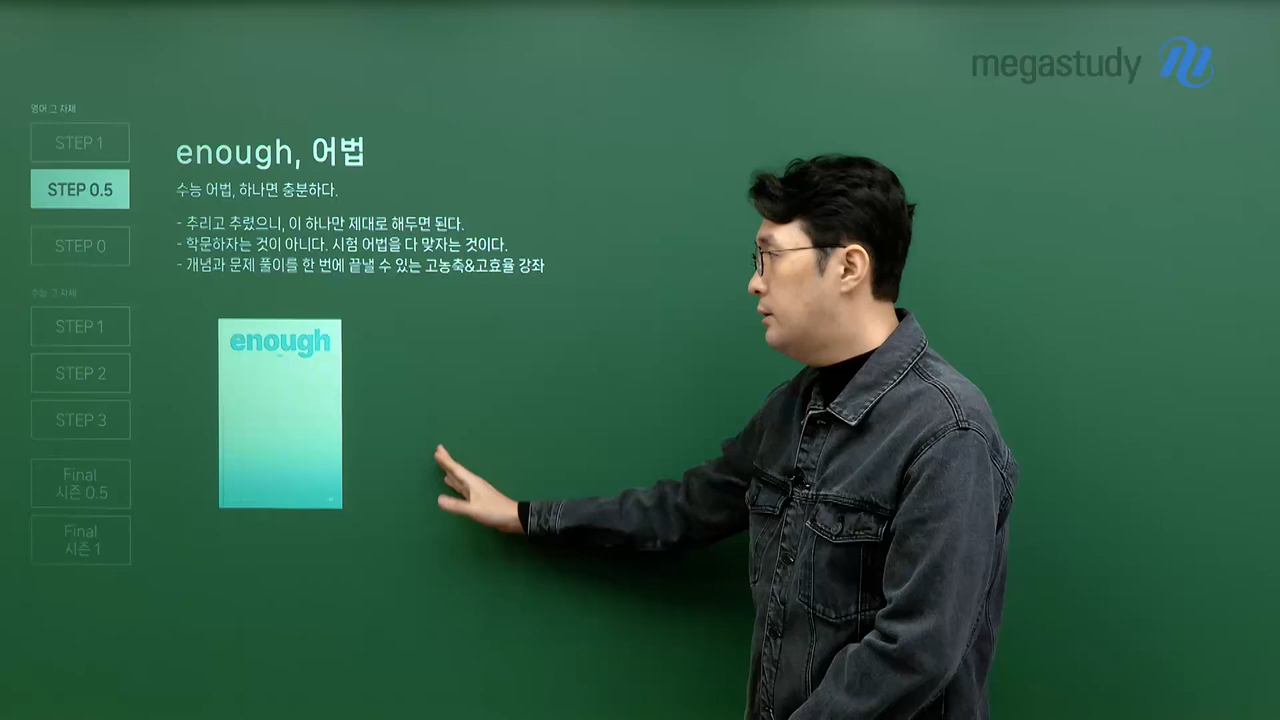 megastudy
영어 그 자체
STEP 1
STEP 0.5
STEP 0
수능 그 자체
STEP 1
STEP 2
STEP 3
Final
시즌 0.5
Final
시즌 1
enough, 어법
수능 어법, 하나면 충분하다.
- 추리고 추렸으니, 이 하나만 제대로 해두면 된다.
- 학문하자는 것이 아니다. 시험 어법을 다 맞자는 것이다.
- 개념과 문제 풀이를 한 번에 끝낼 수 있는 고농축&고효율 강좌
enough